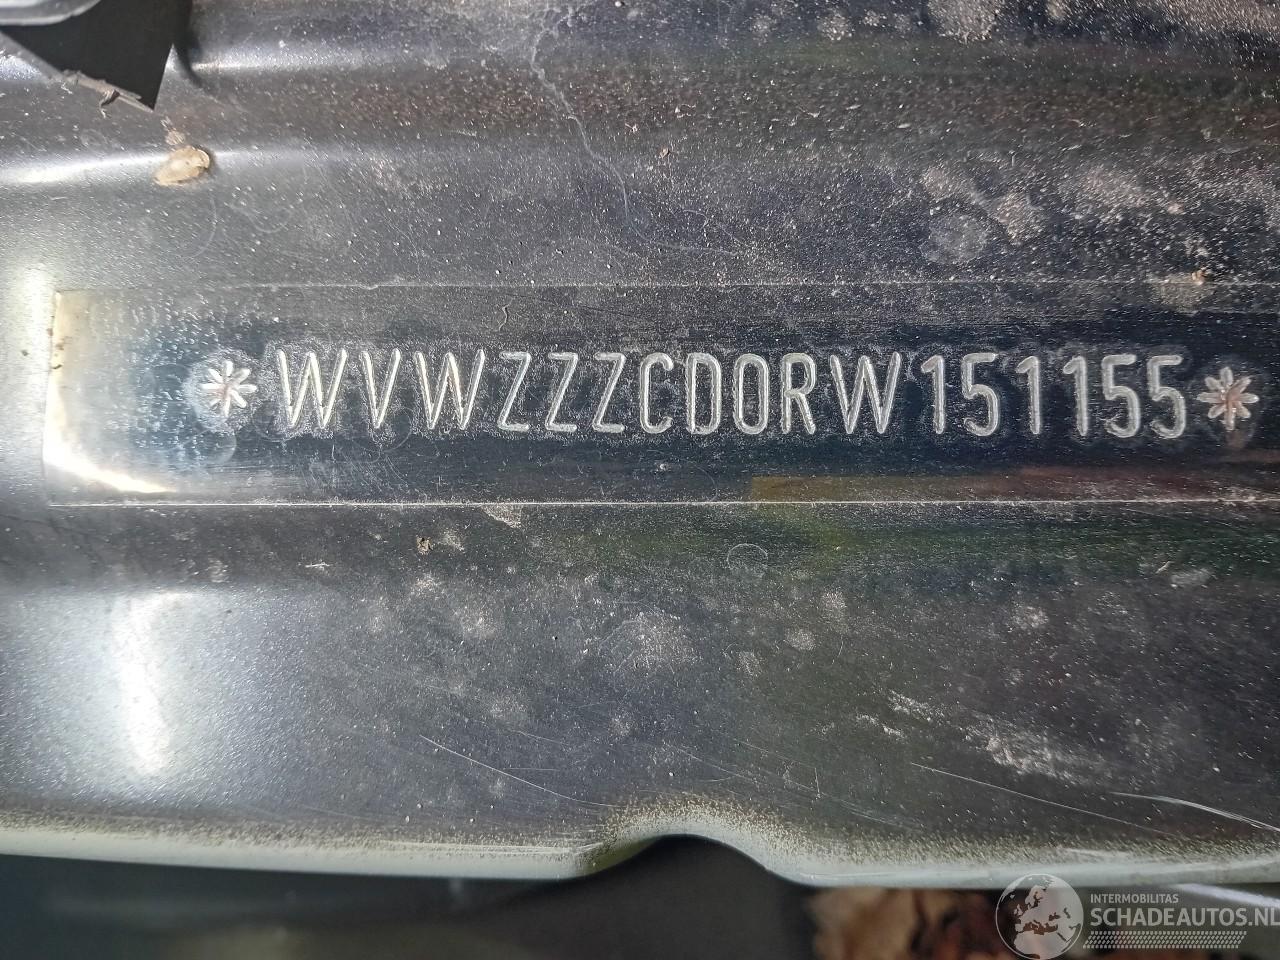 *WVWZZZCD0RW151155*
INTERMOBILITAS
SCHADEAUTOS.NL